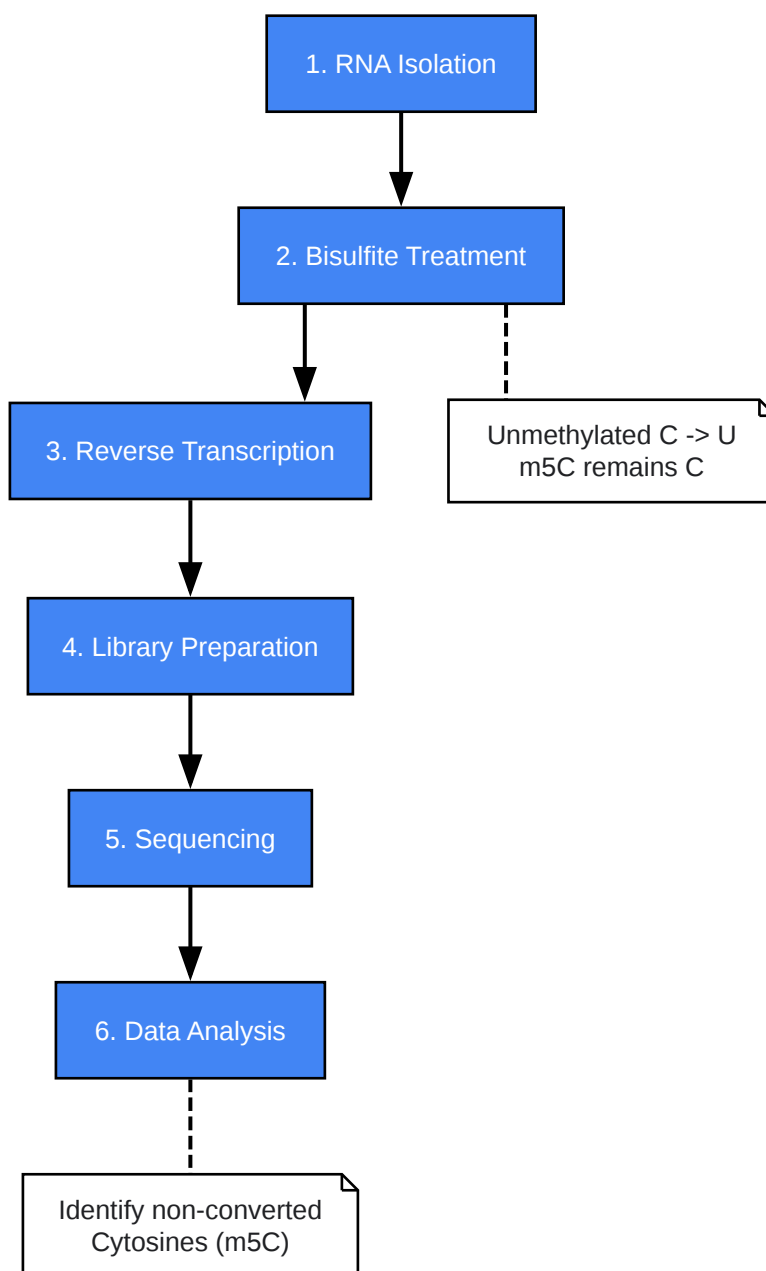 1. RNA Isolation
2. Bisulfite Treatment
3. Reverse Transcription
Unmethylated C -> U
m5C remains C
4. Library Preparation
5. Sequencing
6. Data Analysis
Identify non-converted
Cytosines (m5C)